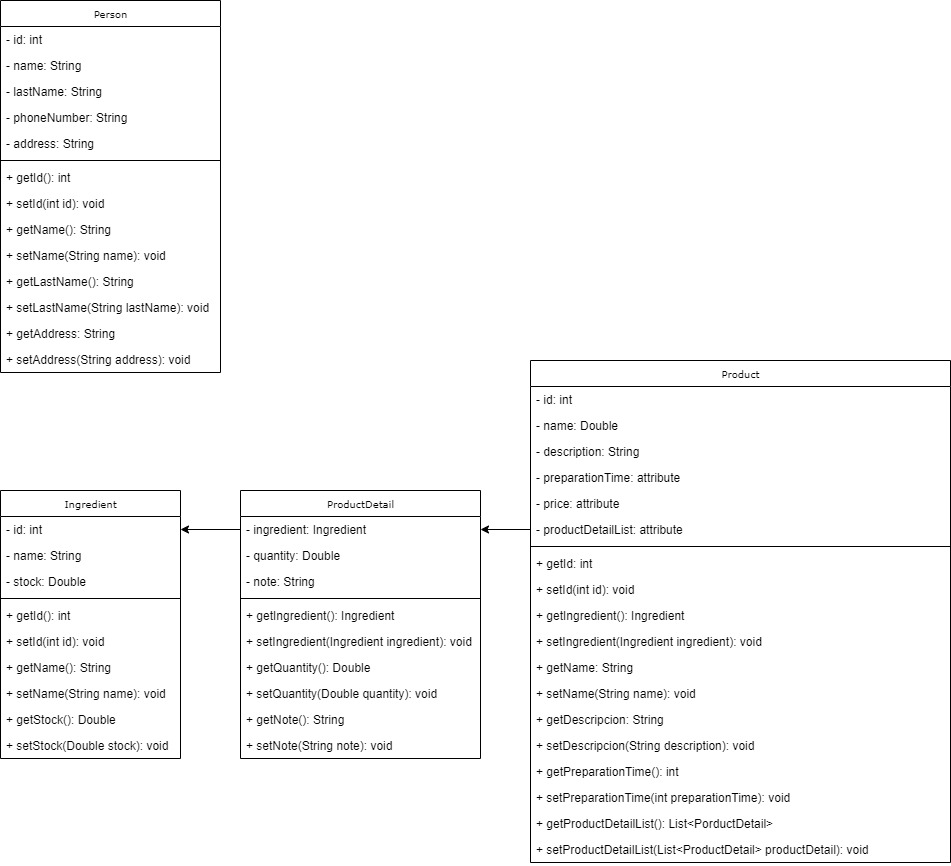 Person
- id: int
- name: String
- lastName: String
- phoneNumber: String
- address: String
+ getId(): int
+ setId(int id): void
+ getName(): String
+ setName(String name): void
+ getLastName(): String
+ setLastName(String lastName): void
+ getAddress: String
+ setAddress(String address): void
Ingredient
- id: int
- name: String
- stock: Double
+ getId(): int
+ setId(int id): void
+ getName(): String
+ setName(String name): void
+ getStock(): Double
+ setStock(Double stock): void
ProductDetail
- ingredient: Ingredient
- quantity: Double
- note: String
+ getIngredient(): Ingredient
+ setIngredient(Ingredient ingredient): void
+ getQuantity(): Double
+ setQuantity(Double quantity): void
+ getNote(): String
+ setNote(String note): void
Product
- id: int
- name: Double
- description: String
- preparationTime: attribute
- price: attribute
- productDetailList: attribute
+ getId: int
+ setId(int id): void
+ getIngredient(): Ingredient
+ setIngredient(Ingredient ingredient): void
+ getName: String
+ setName(String name): void
+ getDescripcion: String
+ setDescripcion(String description): void
+ getPreparationTime(): int
+ setPreparationTime(int preparationTime): void
+ getProductDetailList(): List<PorductDetail>
+ setProductDetailList(List<ProductDetail> productDetail): void